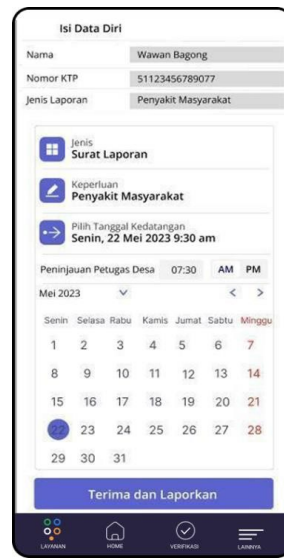 Isi Data Diri
Nama Wawan Bagong
Nomor KTP 51123456789077
Jenis Laporan Penyakit Masyarakat
Jenis
Surat Laporan
Keperluan
Penyakit Masyarakat
Pilih Tanggal Kedatangan
Senin, 22 Mei 2023 9:30 am
Peninjauan Petugas Desa 07:30 AM PM
Mei 2023
Senin Selasa Rabu Kamis Jumat Sabtu Minggu
1 2 3 4 5 6 7
8 9 10 11 12 13 14
15 16 17 18 19 20 21
22 23 24 25 26 27 28
29 30 31
Terima dan Laporkan
LAYANAN HOME VERIFIKASI LAINNYA